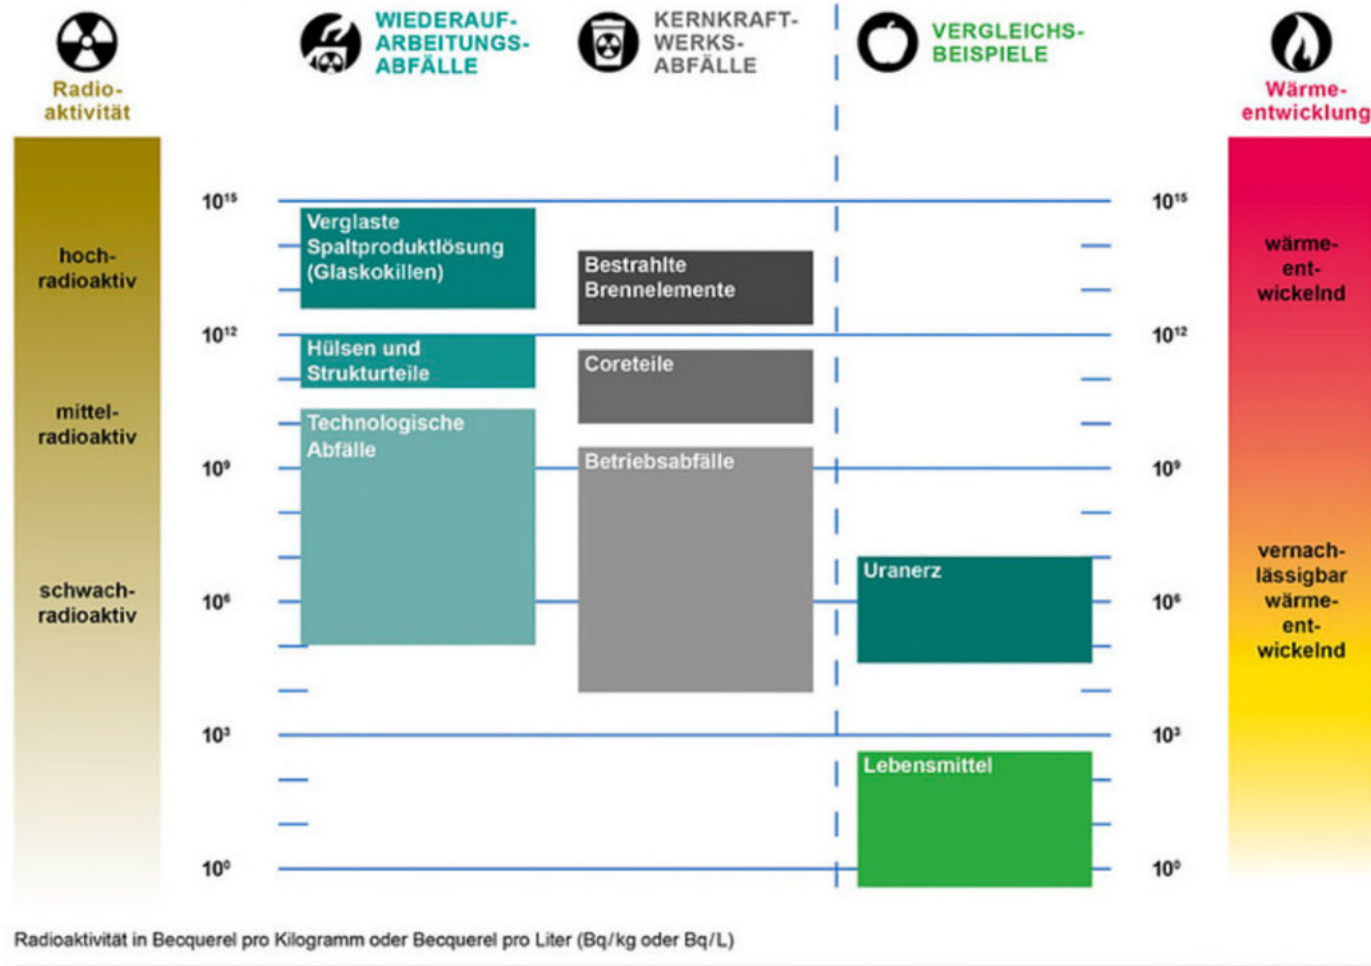 Radio-
aktivität
WIEDERAUF-
ARBEITUNGS-
ABFÄLLE
KERNKRAFT-
WERKS-
ABFÄLLE
VERGLEICHS-
BEISPIELE
Wärme-
entwicklung
hoch-
radioaktiv
mittel-
radioaktiv
schwach-
radioaktiv
10¹⁵
10¹²
10⁹
10⁶
10³
10⁰
Verglaste
Spaltproduktlösung
(Glaskokillen)
Hülsen und
Strukturteile
Technologische
Abfälle
Bestrahlte
Brennelemente
Coreteile
Betriebsabfälle
Uranerz
Lebensmittel
10¹⁵
10¹²
10⁹
10⁶
10³
10⁰
wärme-
ent-
wickelnd
vernach-
lässigbar
wärme-
ent-
wickelnd
Radioaktivität in Becquerel pro Kilogramm oder Becquerel pro Liter (Bq/kg oder Bq/L)